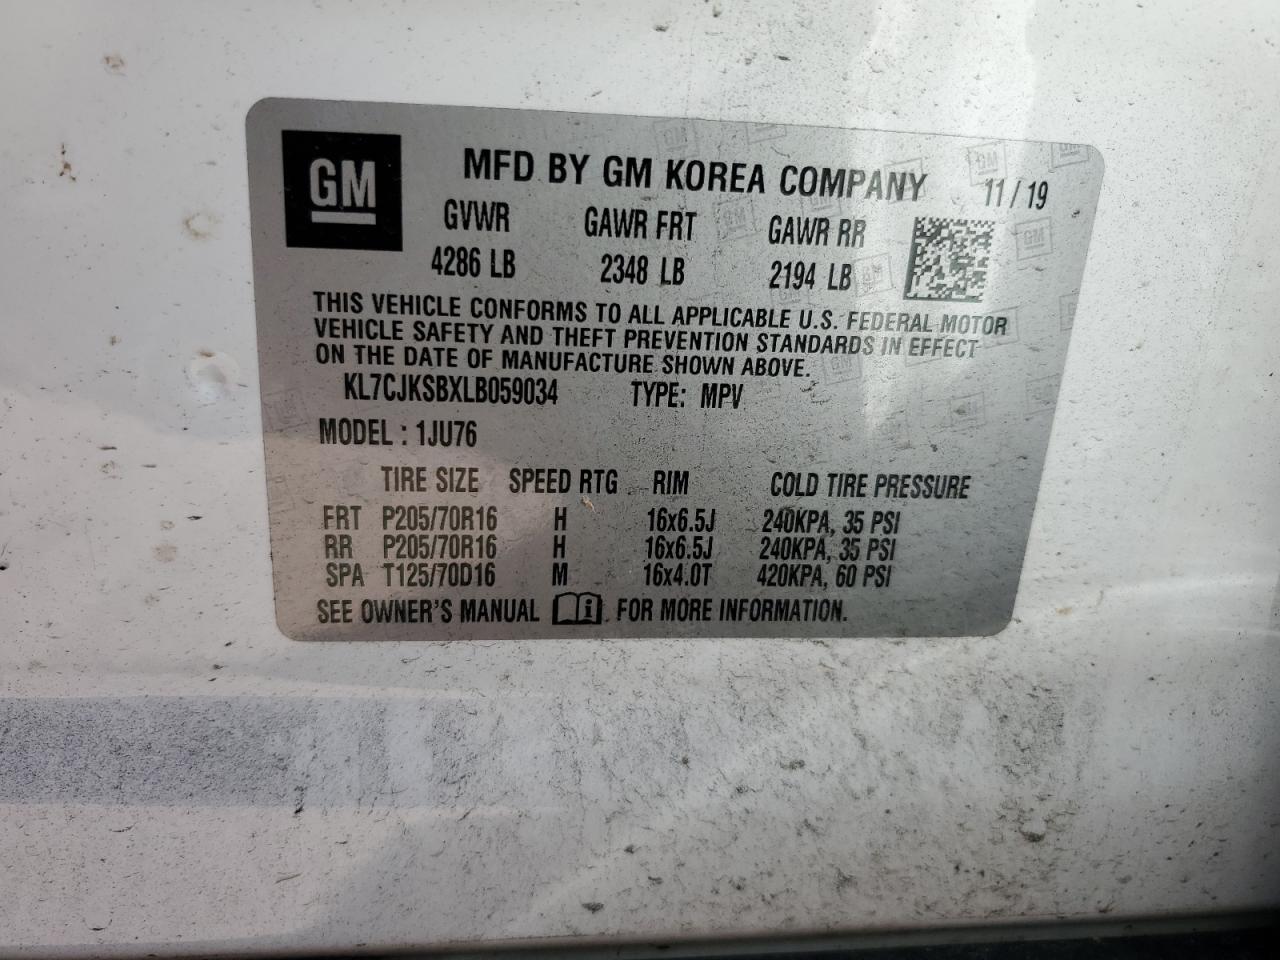 GM
MFD BY GM KOREA COMPANY 11 / 19
GVWR GAWR FRT GAWR RR
4286 LB 2348 LB 2194 LB
THIS VEHICLE CONFORMS TO ALL APPLICABLE U.S. FEDERAL MOTOR
VEHICLE SAFETY AND THEFT PREVENTION STANDARDS IN EFFECT
ON THE DATE OF MANUFACTURE SHOWN ABOVE.
KL7CJKSBXLB059034 TYPE: MPV
MODEL : 1JU76
TIRE SIZE SPEED RTG RIM COLD TIRE PRESSURE
FRT P205/70R16 H 16x6.5J 240KPA, 35 PSI
RR P205/70R16 H 16x6.5J 240KPA, 35 PSI
SPA T125/70D16 M 16x4.0T 420KPA, 60 PSI
SEE OWNER'S MANUAL i FOR MORE INFORMATION.